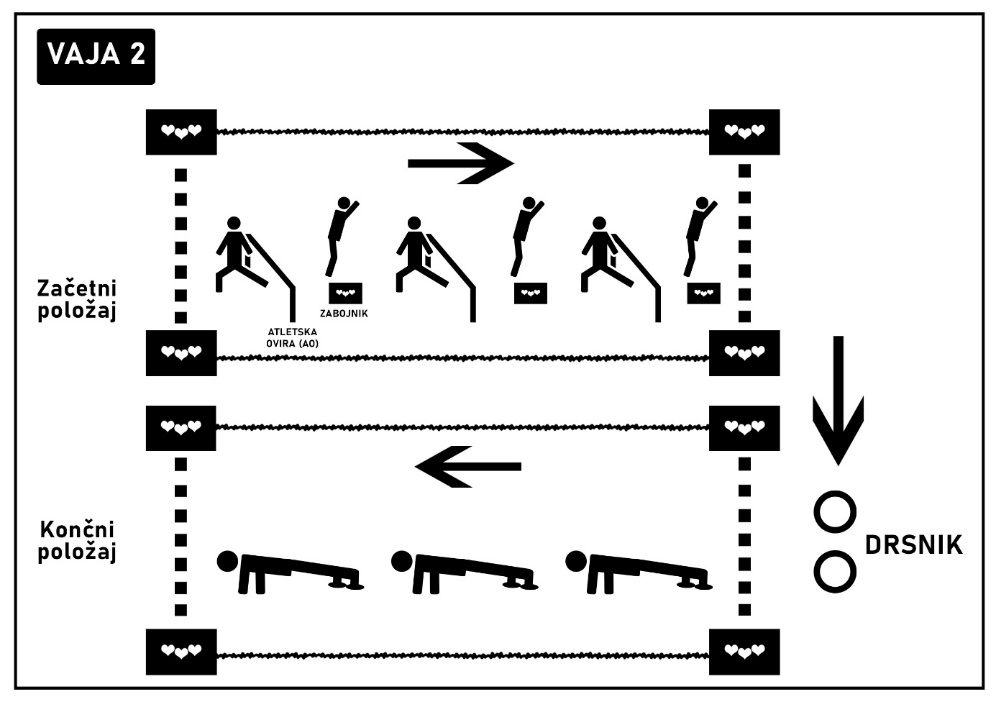 VAJA 2
Začetni
položaj
ZABOJNIK
ATLETSKA
OVIRA (AO)
Končni
položaj
DRSNIK